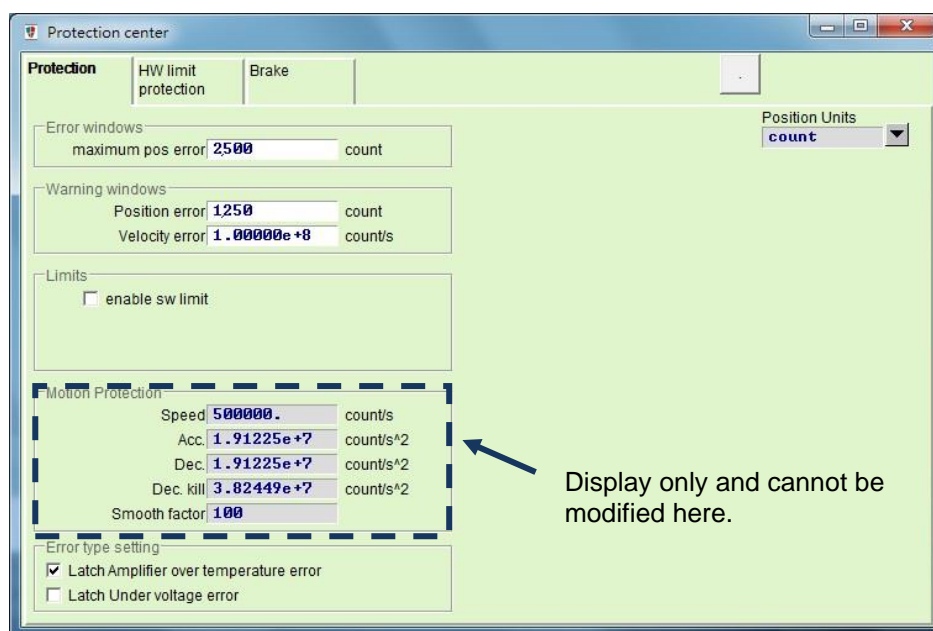 Protection center
Protection
HW limit
protection
Brake
.
Position Units
count
Error windows
maximum pos error 2,500 count
Warning windows
Position error 1,250 count
Velocity error 1.00000e+8 count/s
Limits
enable sw limit
Motion Protection
Speed 500000. count/s
Acc. 1.91225e+7 count/s^2
Dec. 1.91225e+7 count/s^2
Dec. kill 3.82449e+7 count/s^2
Smooth factor 100
Display only and cannot be
modified here.
Error type setting
Latch Amplifier over temperature error
Latch Under voltage error